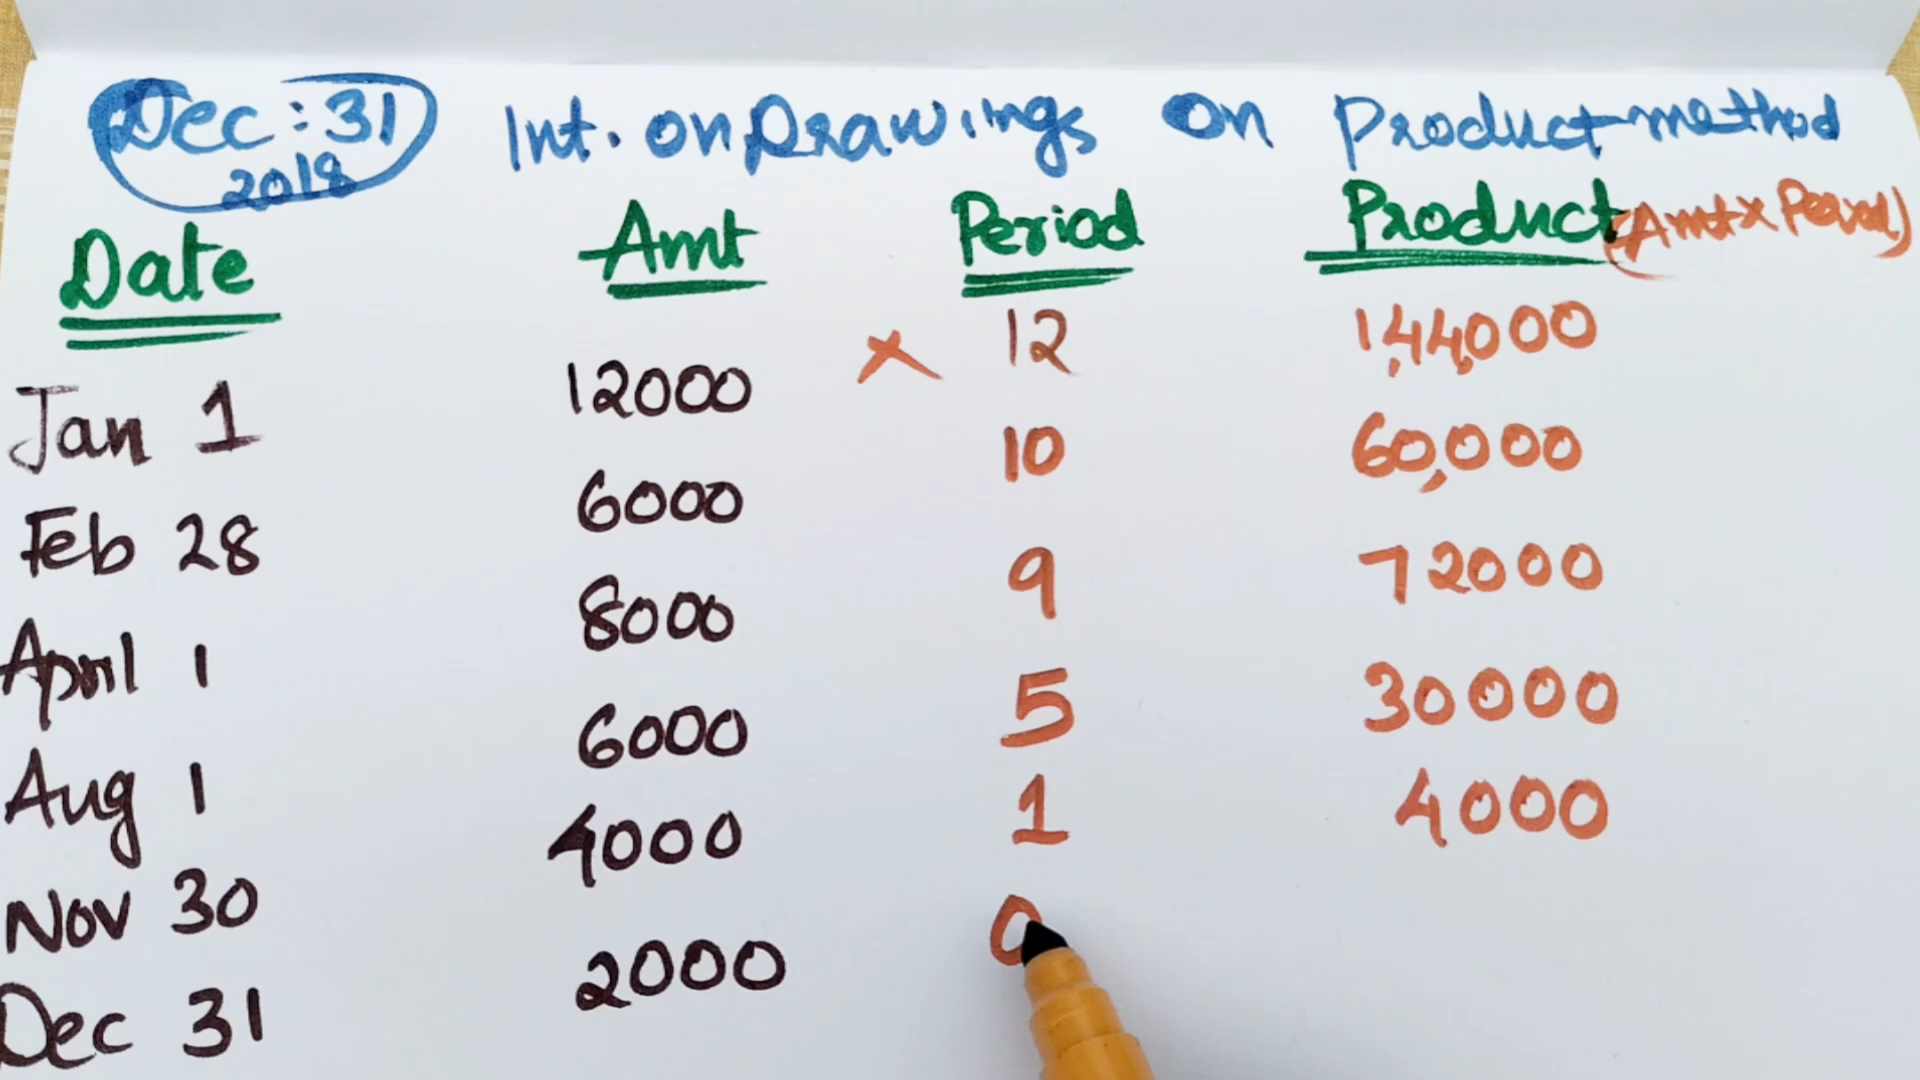 Dec: 31 Int. on Drawings on Product method
2018
Date Amt Period Product (Amt x Period)
Jan 1 12000 x 12 1,44,000
Feb 28 6000 10 60,000
April 1 8000 9 72000
Aug 1 6000 5 30000
Nov 30 4000 1 4000
Dec 31 2000 0